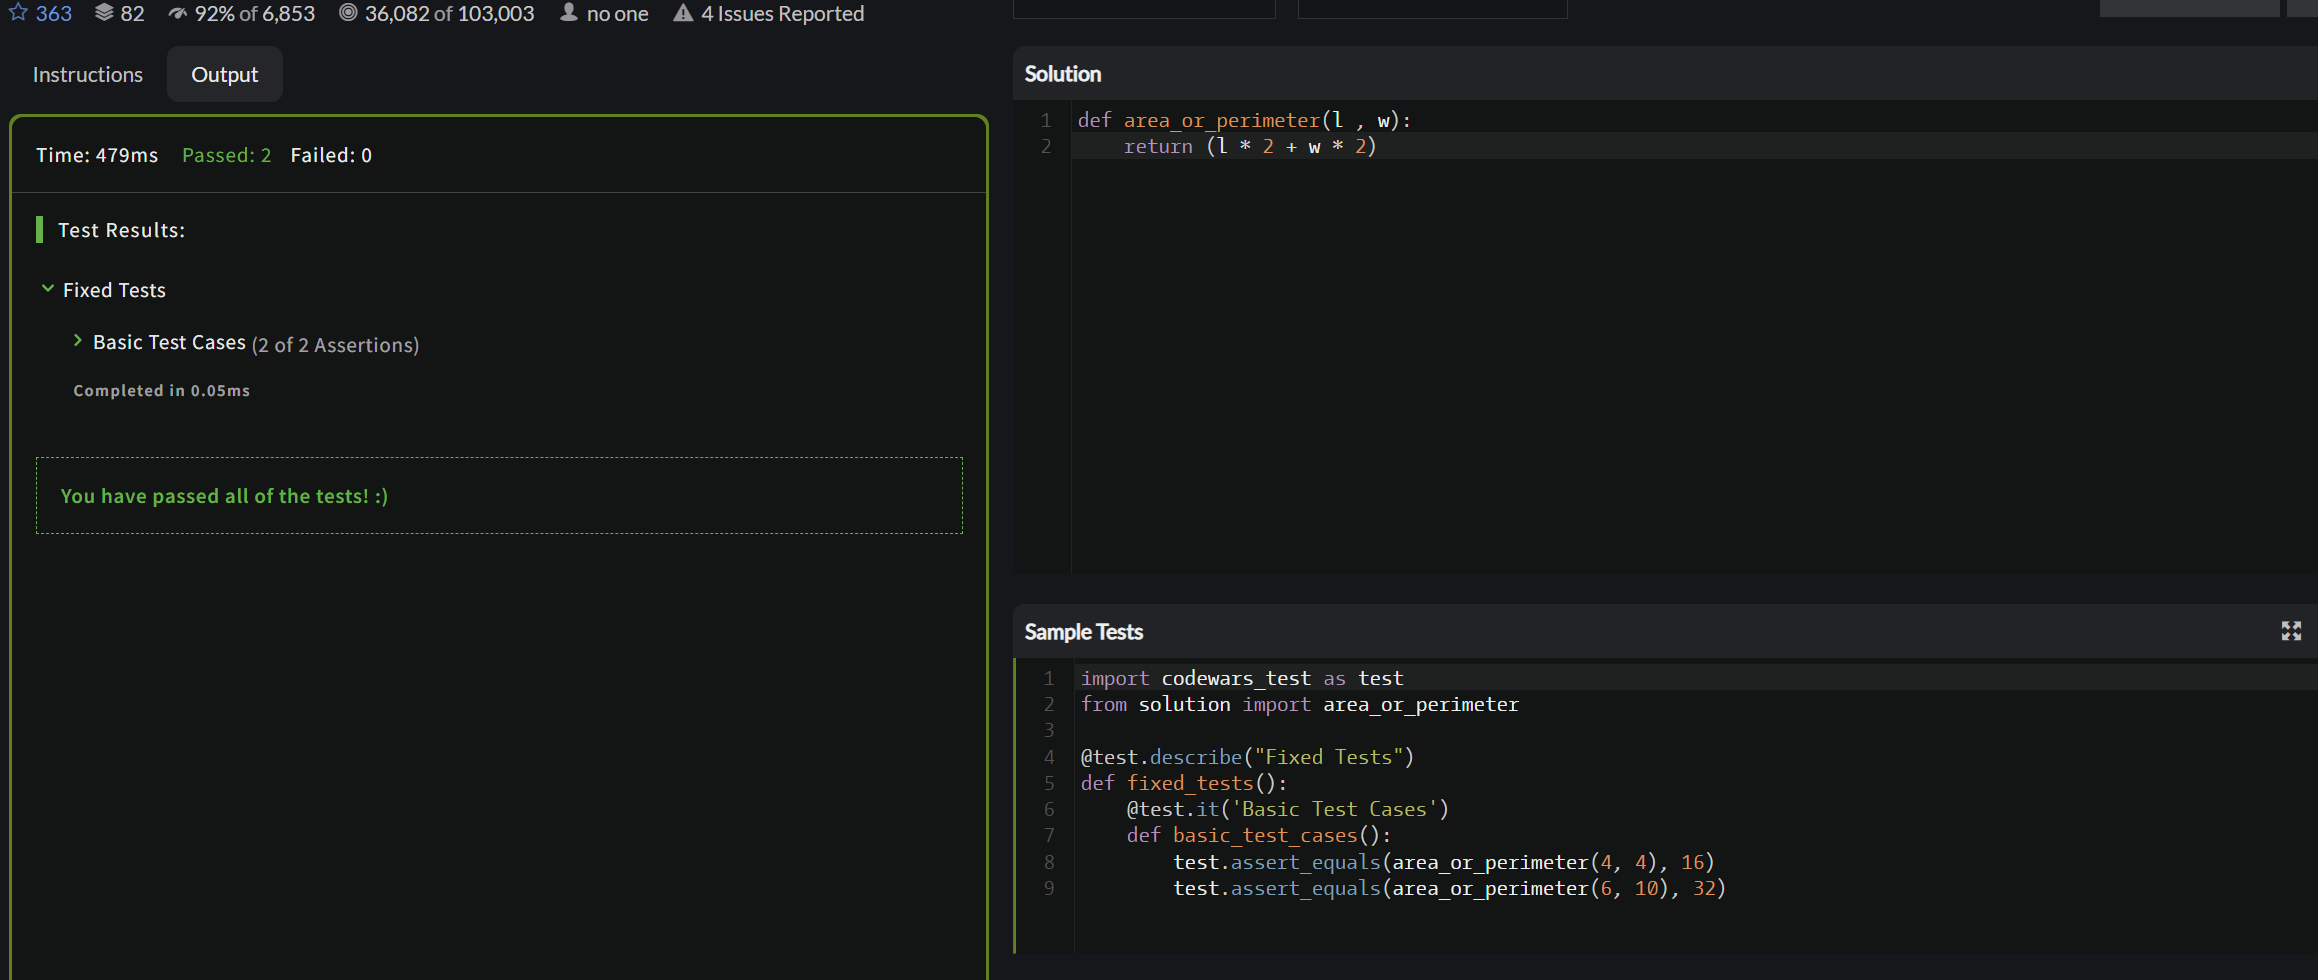 363 82 92% of 6,853 36,082 of 103,003 no one 4 Issues Reported
Instructions Output
Time: 479ms Passed: 2 Failed: 0
Test Results:
Fixed Tests
Basic Test Cases (2 of 2 Assertions)
Completed in 0.05ms
You have passed all of the tests! :)
Solution
1 def area_or_perimeter(l , w):
2     return (l * 2 + w * 2)
Sample Tests
1 import codewars_test as test
2 from solution import area_or_perimeter
3
4 @test.describe("Fixed Tests")
5 def fixed_tests():
6     @test.it('Basic Test Cases')
7     def basic_test_cases():
8         test.assert_equals(area_or_perimeter(4, 4), 16)
9         test.assert_equals(area_or_perimeter(6, 10), 32)